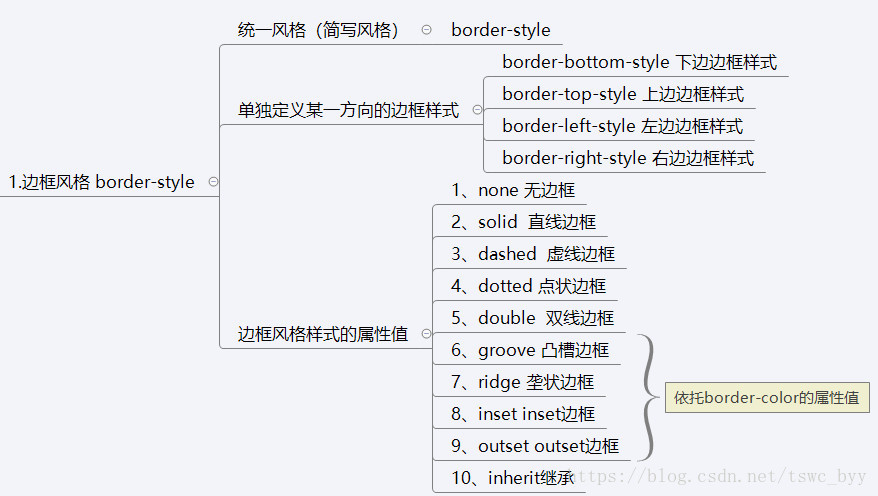 统一风格（简写风格）
border-style
border-bottom-style 下边边框样式
border-top-style 上边边框样式
单独定义某一方向的边框样式
border-left-style 左边边框样式
border-right-style 右边边框样式
1.边框风格 border-style
1、none 无边框
2、solid  直线边框
3、dashed  虚线边框
4、dotted 点状边框
5、double  双线边框
边框风格样式的属性值
6、groove 凸槽边框
7、ridge 垄状边框
8、inset inset边框
9、outset outset边框
10、inherit继承
依托border-color的属性值
https://blog.csdn.net/tswc_byy